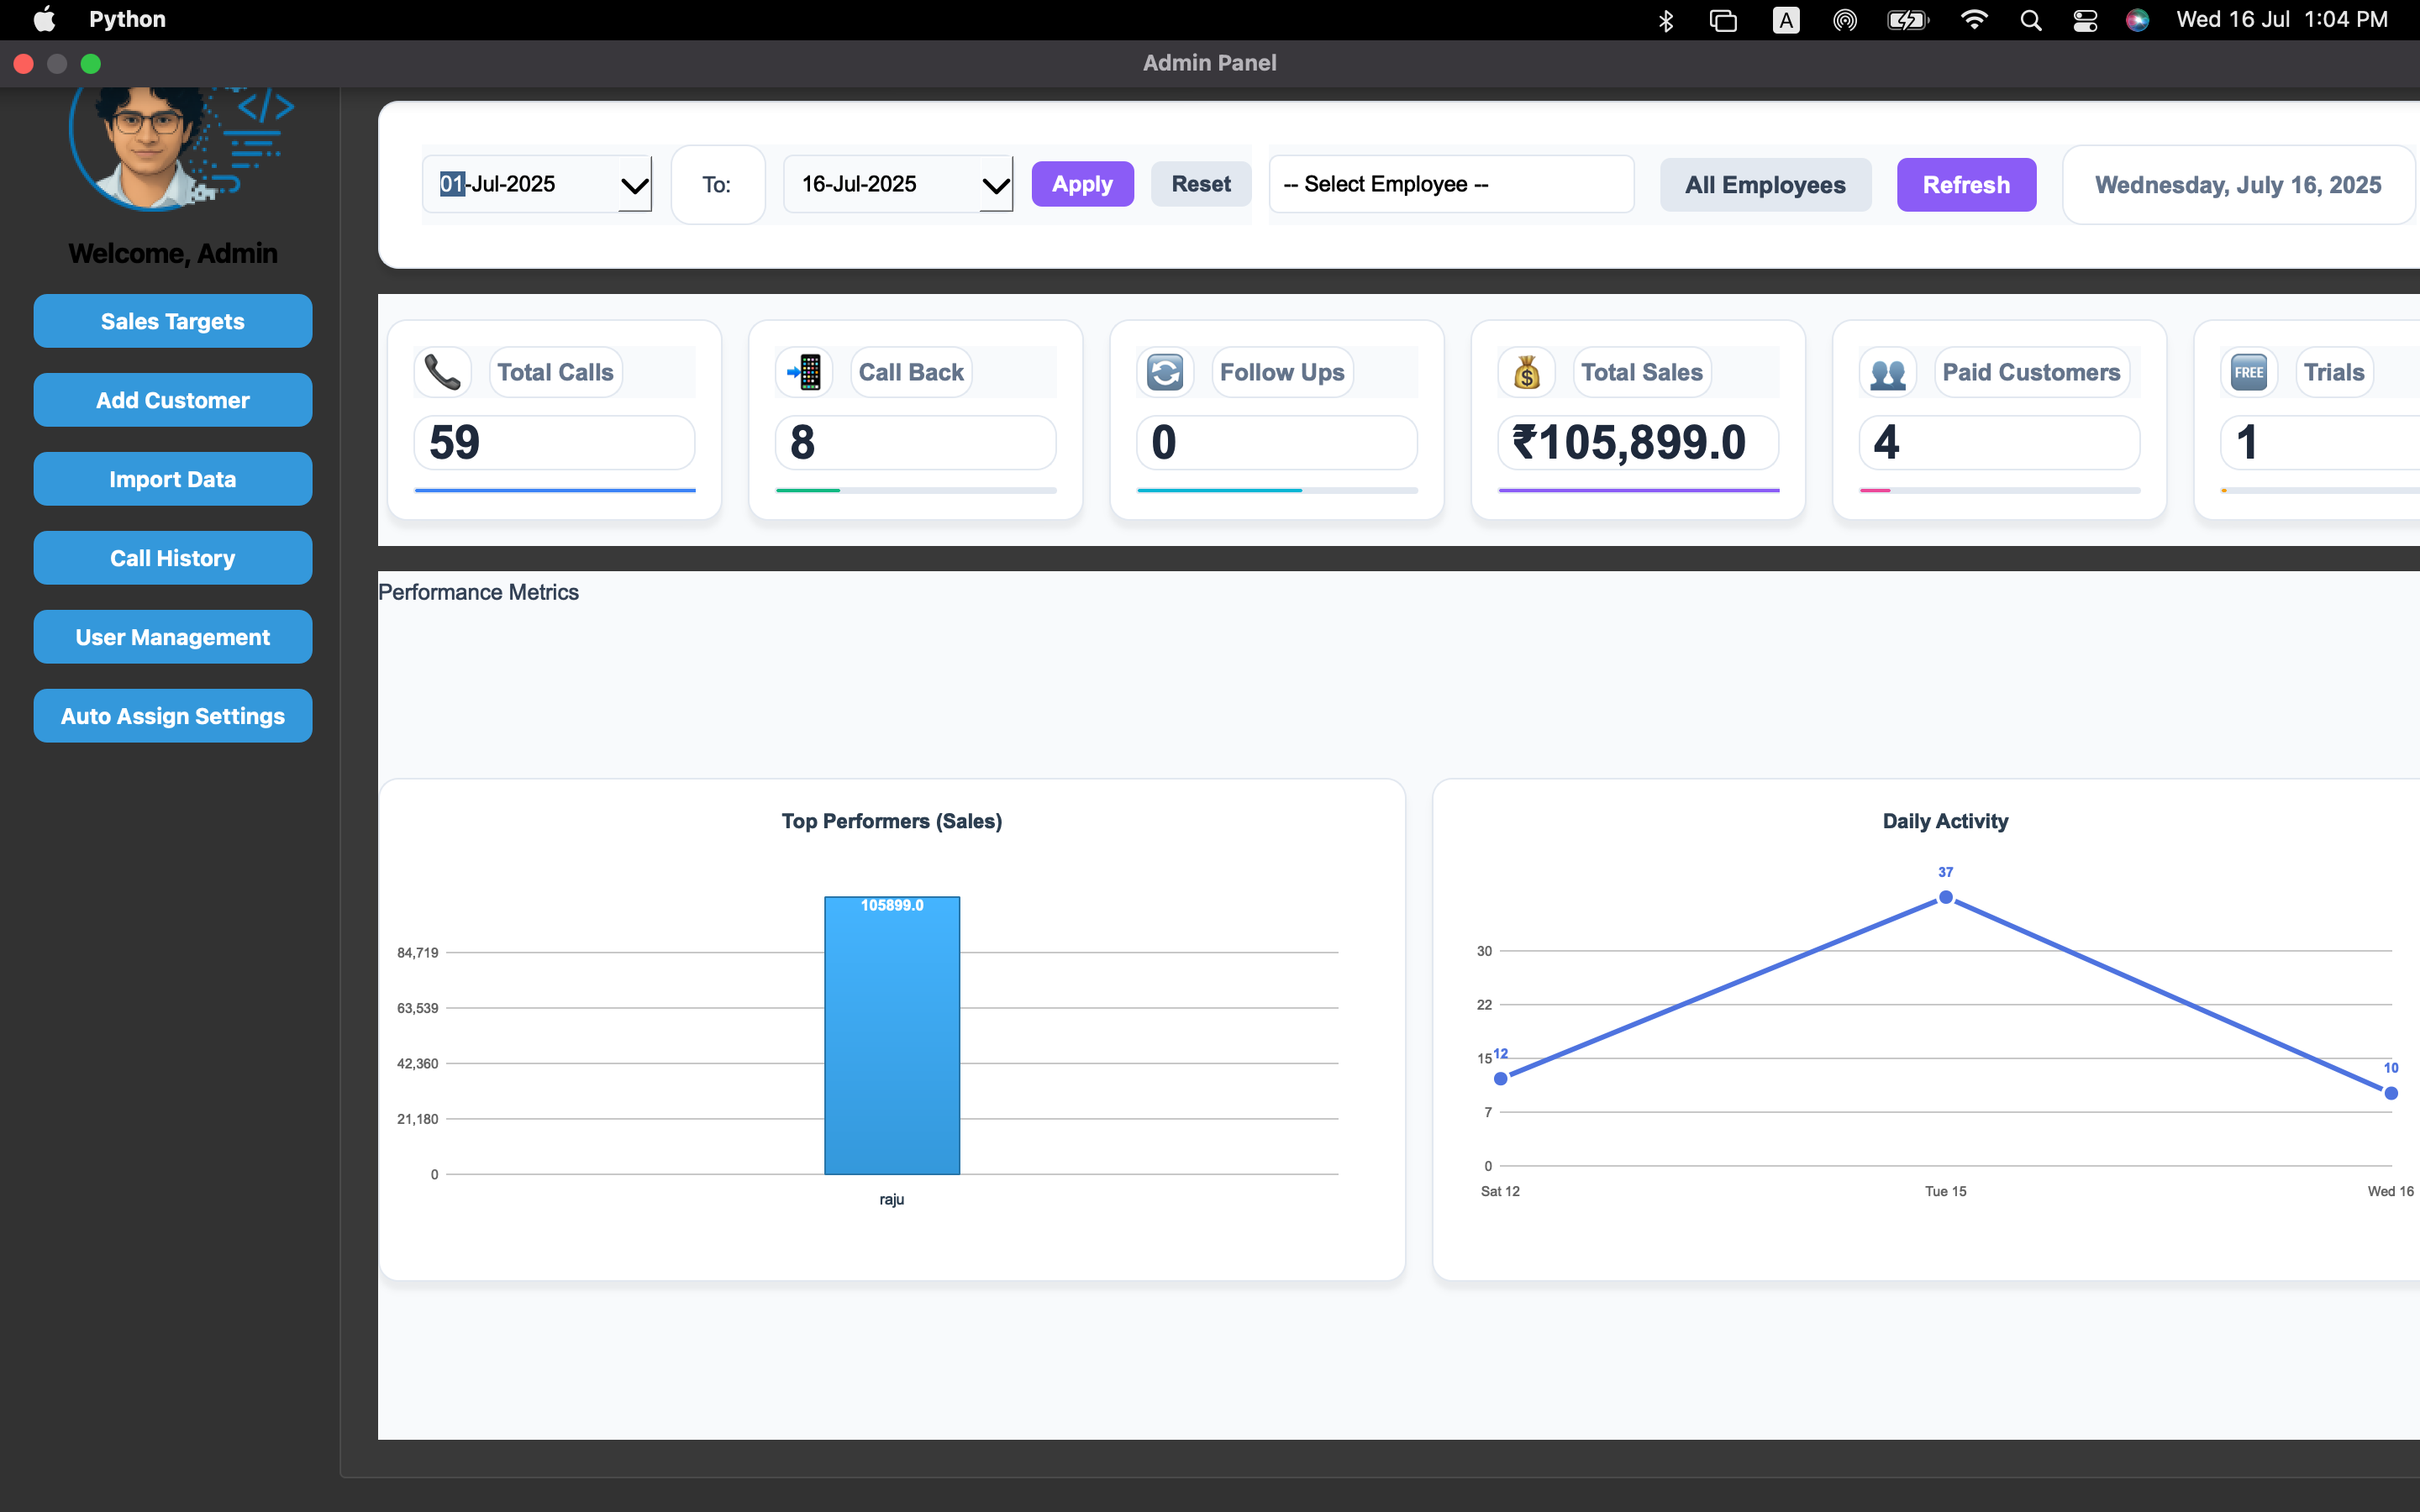 Python
Wed 16 Jul 1:04 PM
A
Admin Panel
</>
Welcome, Admin
Sales Targets
Add Customer
Import Data
Call History
User Management
Auto Assign Settings
01-Jul-2025
To:
16-Jul-2025
Apply
Reset
-- Select Employee --
All Employees
Refresh
Wednesday, July 16, 2025
Total Calls
59
Call Back
8
Follow Ups
0
Total Sales
₹105,899.0
Paid Customers
4
FREE
Trials
1
Performance Metrics
Top Performers (Sales)
105899.0
84,719
63,539
42,360
21,180
0
raju
Daily Activity
37
30
22
15
12
10
7
0
Sat 12
Tue 15
Wed 16